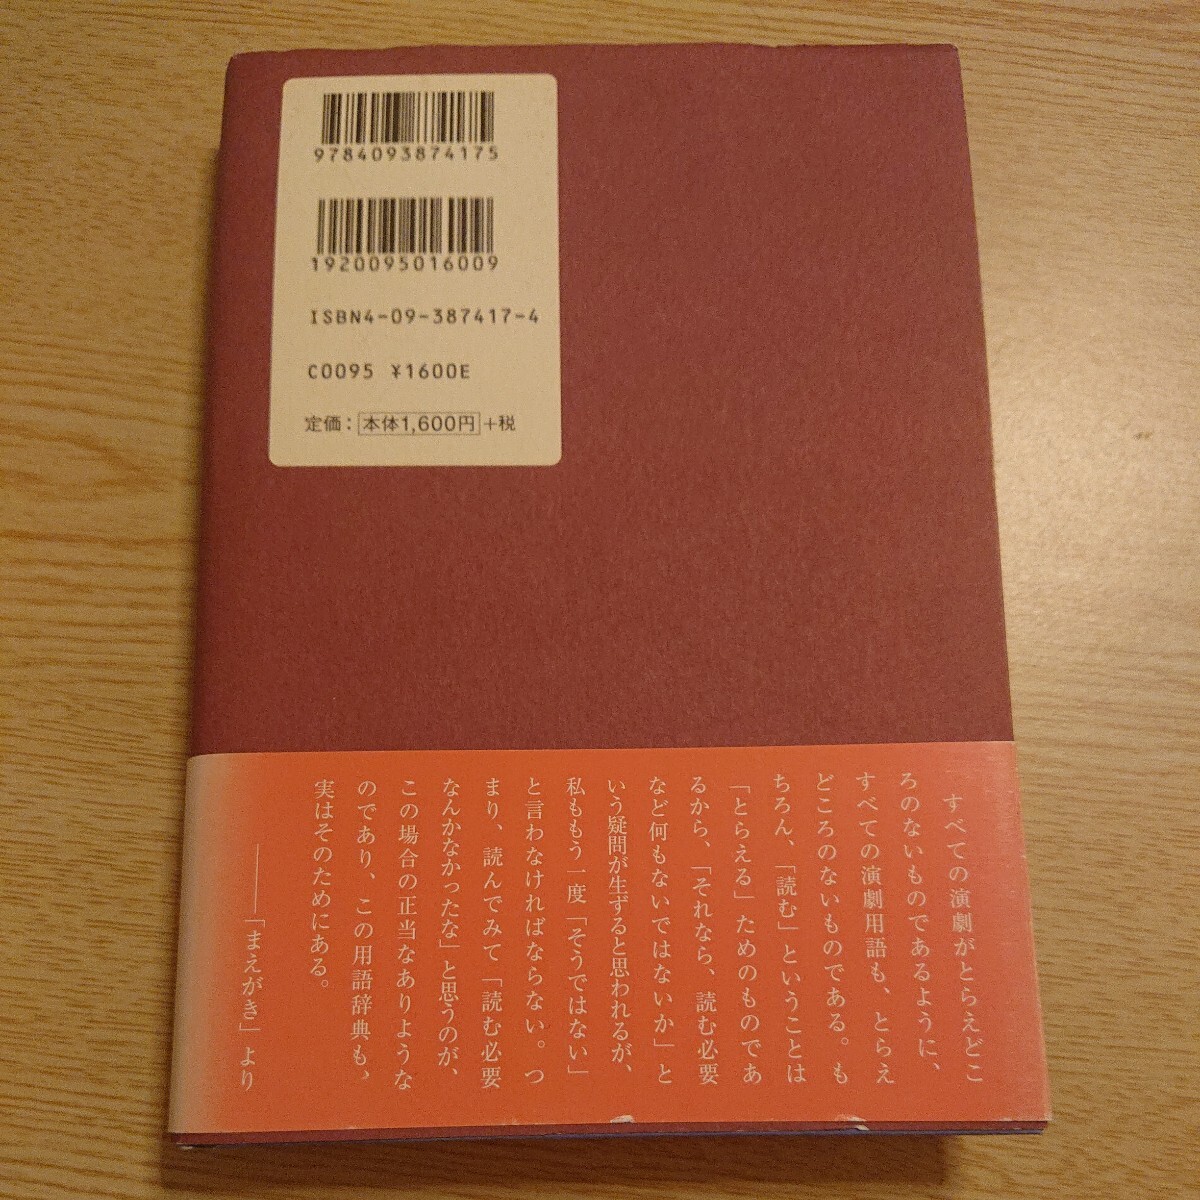 9784093874175
1920095016009
ISBN4-09-387417-4
C0095 ¥1600E
定価：本体1,600円+税
すべての演劇がとらえどこ
ろのないものであるように、
すべての演劇用語も、とらえ
どころのないものである。も
ちろん、「読む」ということは
「とらえる」ためのものであ
るから、「それなら、読む必要
など何もないではないか」と
いう疑問が生ずると思われるが、
私ももう一度「そうではない」
と言わなければならない。つ
まり、読んでみて「読む必要
なんかなかったな」と思うのが、
この場合の正当なありような
のであり、この用語辞典も、
実はそのためにある。
――「まえがき」より